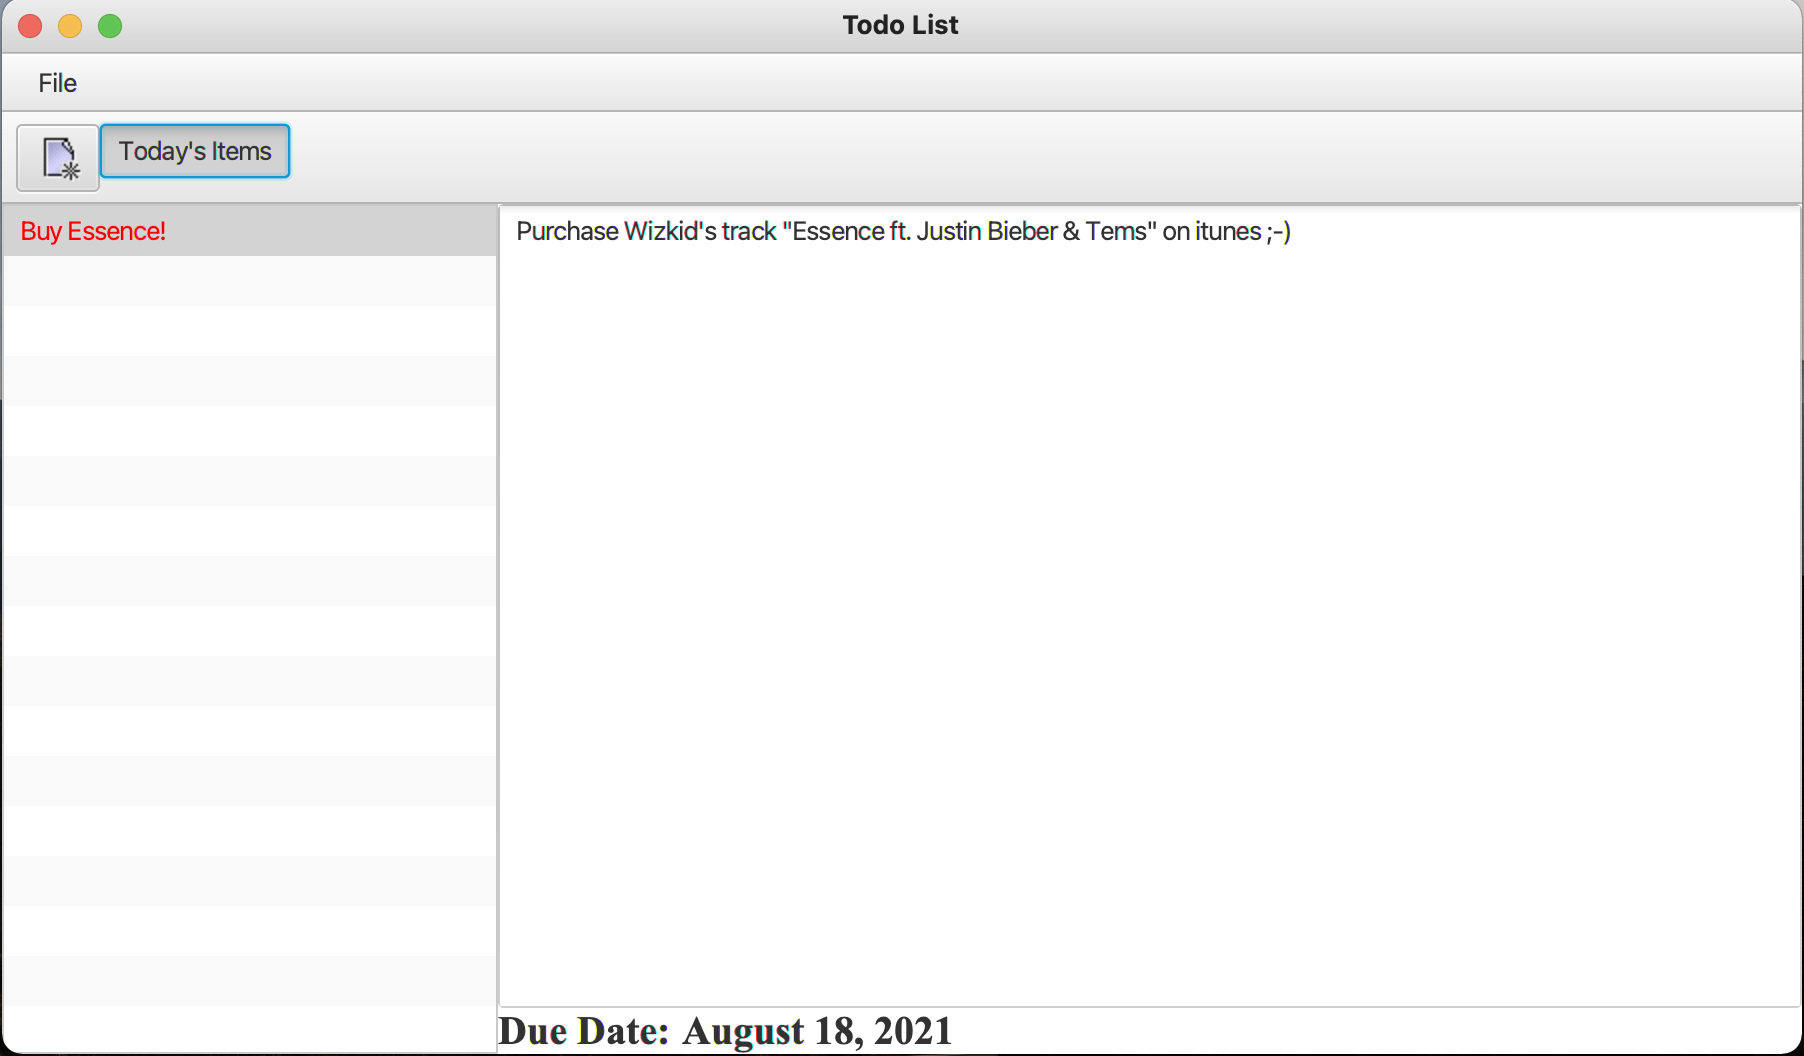 Todo List
File
Today's Items
Buy Essence!
Purchase Wizkid's track "Essence ft. Justin Bieber & Tems" on itunes ;-)
Due Date: August 18, 2021